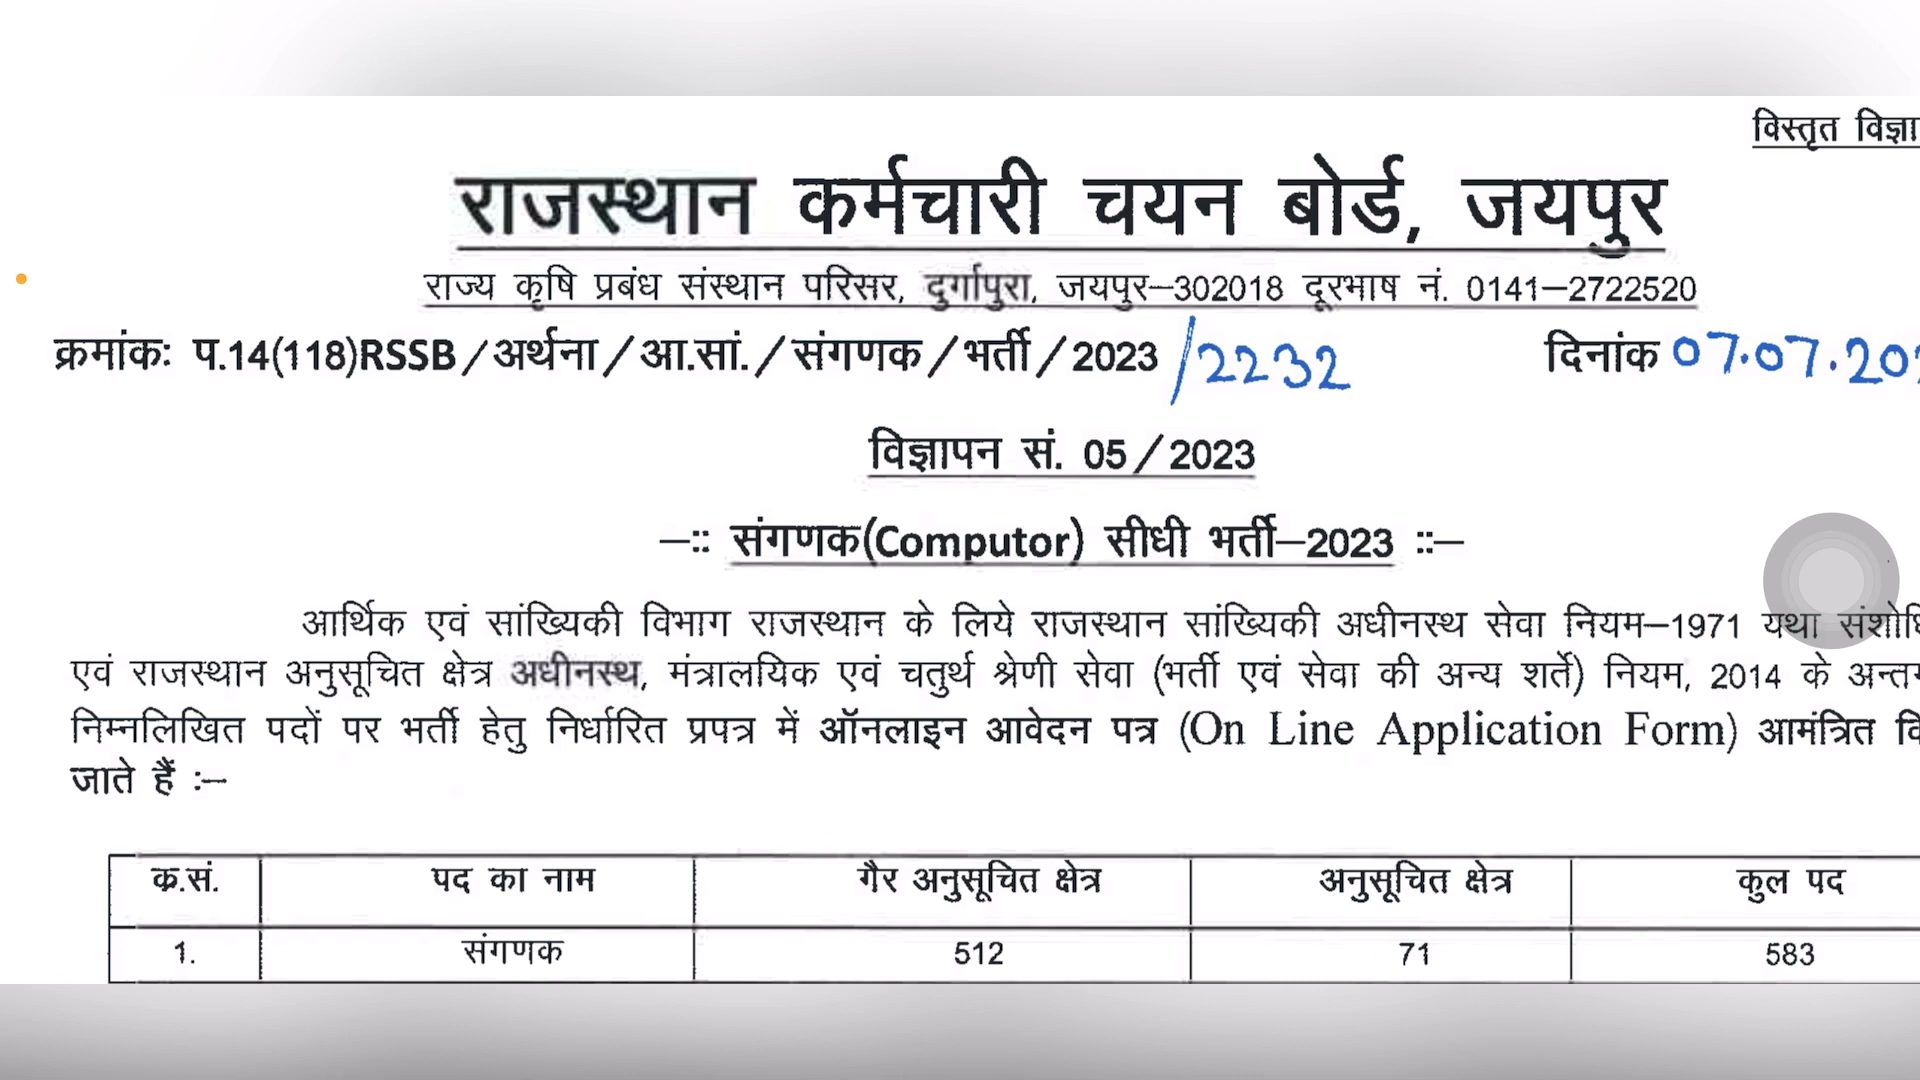 विस्तृत
राजस्थान कर्मचारी चयन बोर्ड, जयपुर
राज्य कृषि प्रबंध संस्थान परिसर, दुर्गापुरा, जयपुर–302018 दूरभाष नं. 0141–2722520
क्रमांकः प.14(118)RSSB/अर्थना/आ.सां./संगणक/भर्ती/2023/2232 दिनांक 07.07.20
विज्ञापन सं. 05/2023
–:: संगणक(Computor) सीधी भर्ती–2023 ::–
आर्थिक एवं सांख्यिकी विभाग राजस्थान के लिये राजस्थान सांख्यिकी अधीनस्थ सेवा नियम–1971 यथा
एवं राजस्थान अनुसूचित क्षेत्र अधीनस्थ, मंत्रालयिक एवं चतुर्थ श्रेणी सेवा (भर्ती एवं सेवा की अन्य शर्ते) नियम, 2014 के
निम्नलिखित पदों पर भर्ती हेतु निर्धारित प्रपत्र में ऑनलाइन आवेदन पत्र (On Line Application Form) आमंत्रित
जाते हैं :–
क्र.सं. पद का नाम गैर अनुसूचित क्षेत्र अनुसूचित क्षेत्र कुल पद
1. संगणक 512 71 583